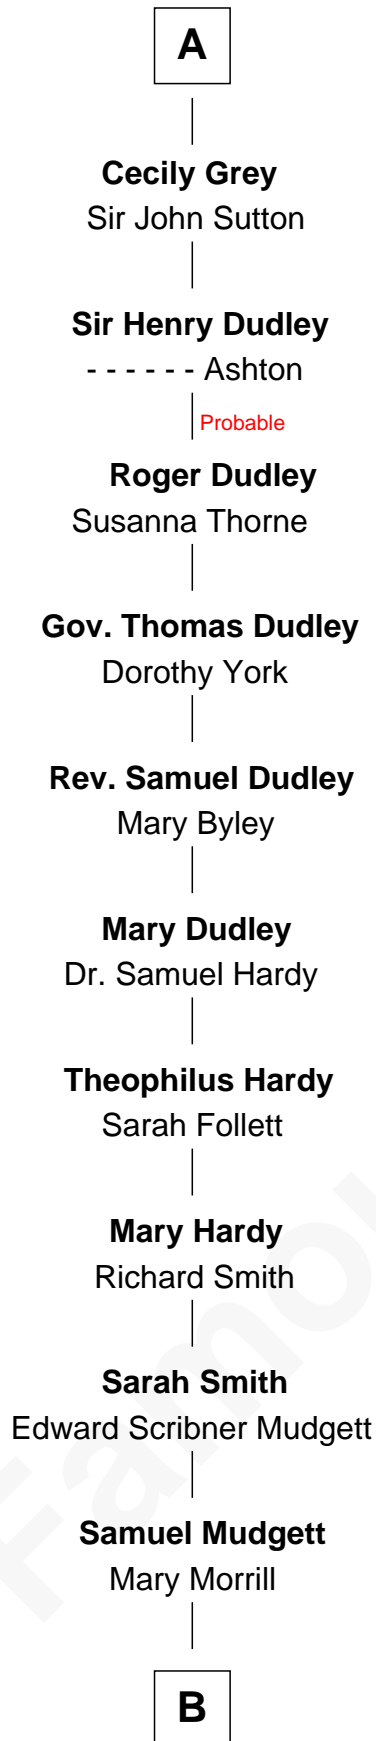 A
Cecily Grey
Sir John Sutton
Sir Henry Dudley
- - - - - - Ashton
Probable
Roger Dudley
Susanna Thorne
Gov. Thomas Dudley
Dorothy York
Rev. Samuel Dudley
Mary Byley
Mary Dudley
Dr. Samuel Hardy
Theophilus Hardy
Sarah Follett
Mary Hardy
Richard Smith
Sarah Smith
Edward Scribner Mudgett
Samuel Mudgett
Mary Morrill
B